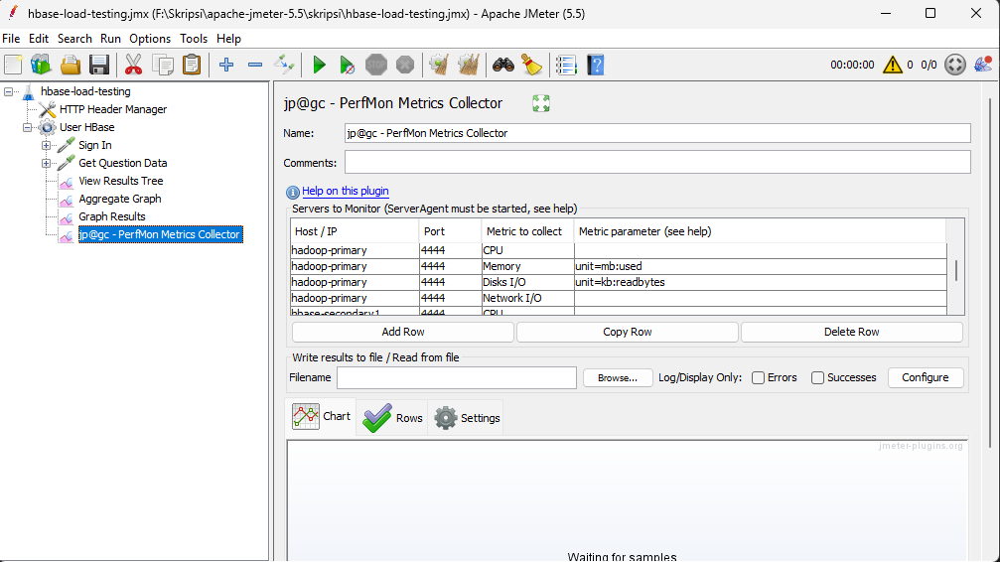 hbase-load-testing.jmx (F:\Skripsi\apache-jmeter-5.5\skripsi\hbase-load-testing.jmx) - Apache JMeter (5.5)
File Edit Search Run Options Tools Help
STOP 00:00:00 0 0/0
hbase-load-testing
HTTP Header Manager
User HBase
Sign In
Get Question Data
View Results Tree
Aggregate Graph
Graph Results
jp@gc - PerfMon Metrics Collector
jp@gc - PerfMon Metrics Collector
Name: jp@gc - PerfMon Metrics Collector
Comments:
Help on this plugin
Servers to Monitor (ServerAgent must be started, see help)
Host / IP Port Metric to collect Metric parameter (see help)
hadoop-primary 4444 CPU
hadoop-primary 4444 Memory unit=mb:used
hadoop-primary 4444 Disks I/O unit=kb:readbytes
hadoop-primary 4444 Network I/O
hbase-secondary1 4444 CPU
Add Row Copy Row Delete Row
Write results to file / Read from file
Filename Browse... Log/Display Only: Errors Successes Configure
Chart Rows Settings
jmeter-plugins.org
Waiting for samples